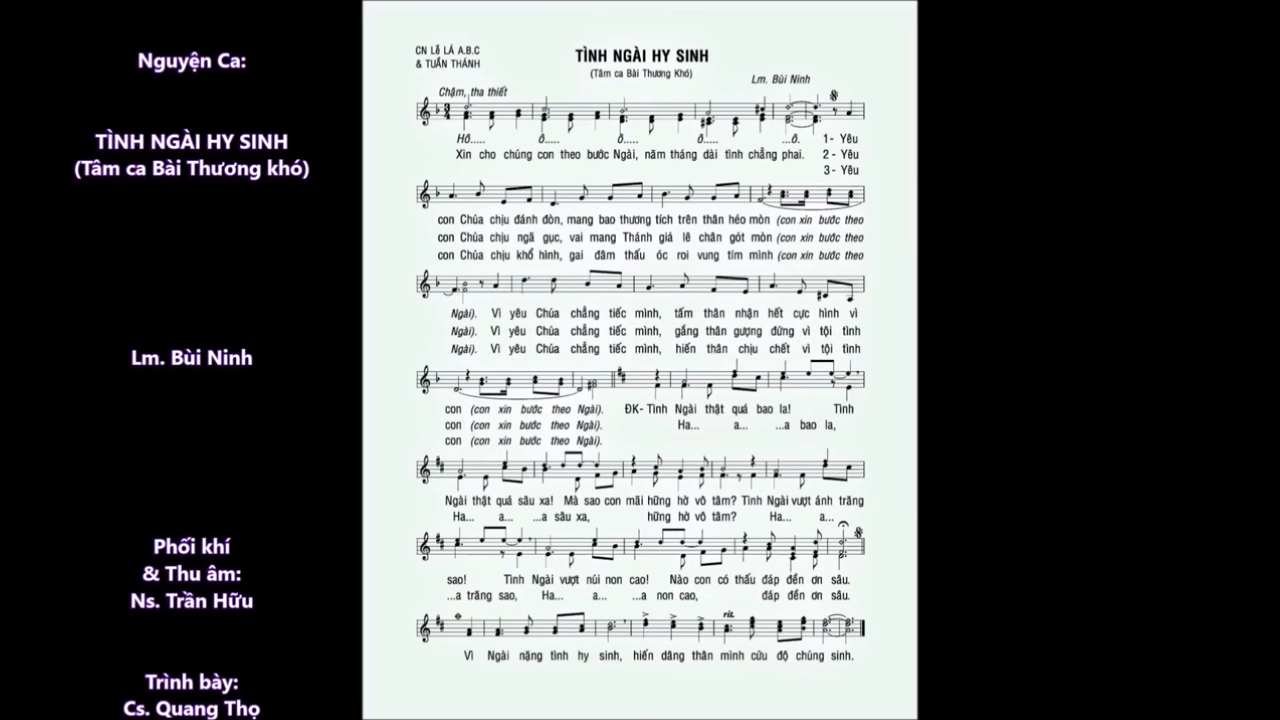 Nguyện Ca:
TÌNH NGÀI HY SINH
(Tâm ca Bài Thương khó)
Lm. Bùi Ninh
Phối khí
& Thu âm:
Ns. Trần Hữu
Trình bày:
Cs. Quang Thọ
CN Lễ LÁ A.B.C
& TUẦN THÁNH
TÌNH NGÀI HY SINH
(Tâm ca Bài Thương Khó)
Lm. Bùi Ninh
Chậm, tha thiết
Hô..... ô..... ô..... ô..... ...ô. 1- Yêu
Xin cho chúng con theo bước Ngài, năm tháng dài tình chẳng phai. 2- Yêu
3- Yêu
con Chúa chịu đánh đòn, mang bao thương tích trên thân héo mòn (con xin bước theo
con Chúa chịu ngã gục, vai mang Thánh giá lê chân gót mòn (con xin bước theo
con Chúa chịu khổ hình, gai đâm thấu óc roi vung tím mình (con xin bước theo
Ngài). Vì yêu Chúa chẳng tiếc mình, tấm thân nhận hết cực hình vì
Ngài). Vì yêu Chúa chẳng tiếc mình, gắng thân gượng đứng vì tội tình
Ngài). Vì yêu Chúa chẳng tiếc mình, hiến thân chịu chết vì tội tình
con (con xin bước theo Ngài). ĐK- Tình Ngài thật quá bao la! Tình
con (con xin bước theo Ngài). Ha... a... ...a bao la,
con (con xin bước theo Ngài).
Ngài thật quá sâu xa! Mà sao con mãi hững hờ vô tâm? Tình Ngài vượt ánh trăng
Ha... a... ...a sâu xa, hững hờ vô tâm? Ha... a...
sao! Tình Ngài vượt núi non cao! Nào con có thấu đáp đền ơn sâu.
...a trăng sao, Ha... a... ...a non cao, đáp đền ơn sâu.
rit.
Vì Ngài nặng tình hy sinh, hiến dâng thân mình cứu độ chúng sinh.